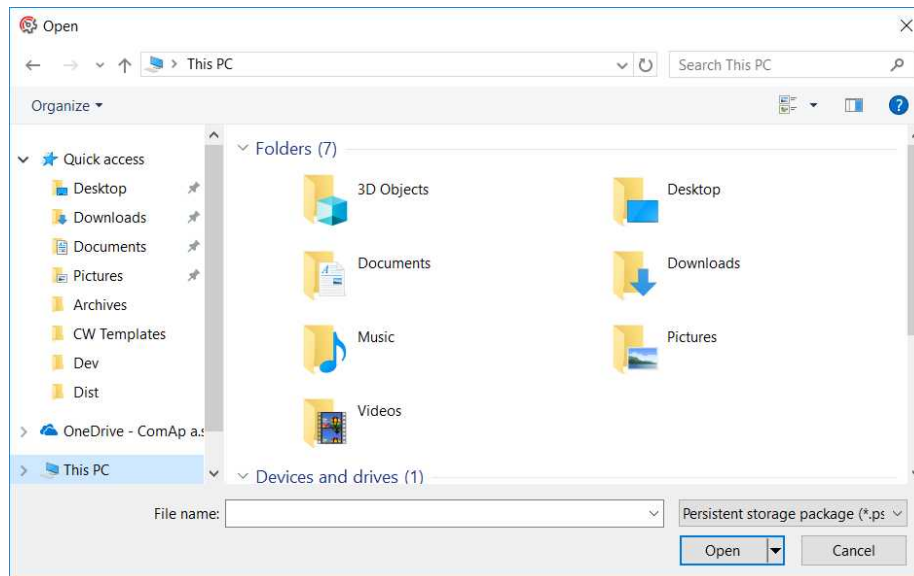 Open
This PC
Search This PC
Organize
Quick access
Desktop
Downloads
Documents
Pictures
Archives
CW Templates
Dev
Dist
OneDrive - ComAp a.s
This PC
Folders (7)
3D Objects
Desktop
Documents
Downloads
Music
Pictures
Videos
Devices and drives (1)
File name:
Persistent storage package (*.ps
Open
Cancel